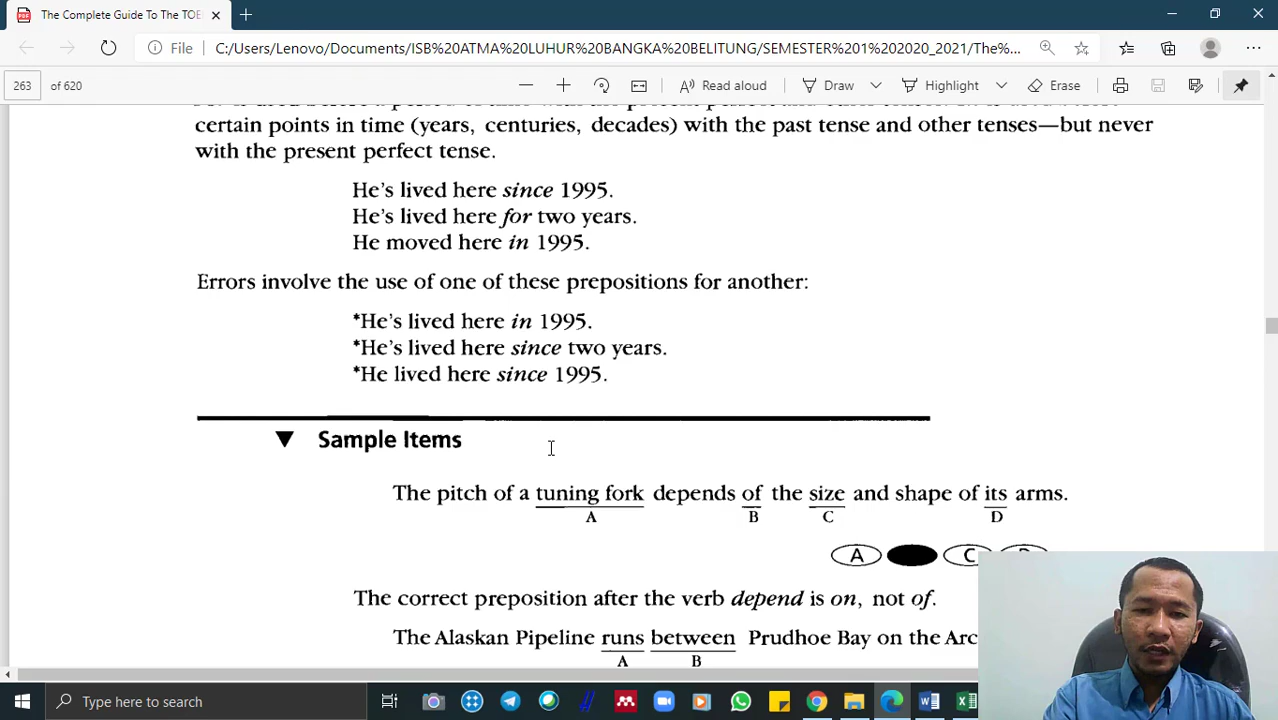 The Complete Guide To The TOE
File C:/Users/Lenovo/Documents/ISB%20ATMA%20LUHUR%20BANGKA%20BELITUNG/SEMESTER%201%202020_2021/The%...
263 of 620 Read aloud Draw Highlight Erase
certain points in time (years, centuries, decades) with the past tense and other tenses—but never
with the present perfect tense.
He's lived here since 1995.
He's lived here for two years.
He moved here in 1995.
Errors involve the use of one of these prepositions for another:
*He's lived here in 1995.
*He's lived here since two years.
*He lived here since 1995.
▼ Sample Items
The pitch of a tuning fork depends of the size and shape of its arms.
A B C D
A C
The correct preposition after the verb depend is on, not of.
The Alaskan Pipeline runs between Prudhoe Bay on the Arc
A B
Type here to search